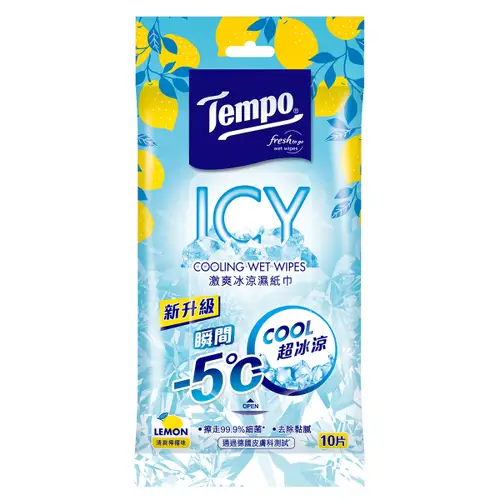 Tempo®
fresh to go
wet wipes
ICY
COOLING WET WIPES
激爽冰涼濕紙巾
新升級
瞬間
-5°C
COOL
超冰涼
OPEN
LEMON
清爽檸檬味
•擦走99.9%細菌* •去除黏膩
通過德國皮膚科測試^
10片